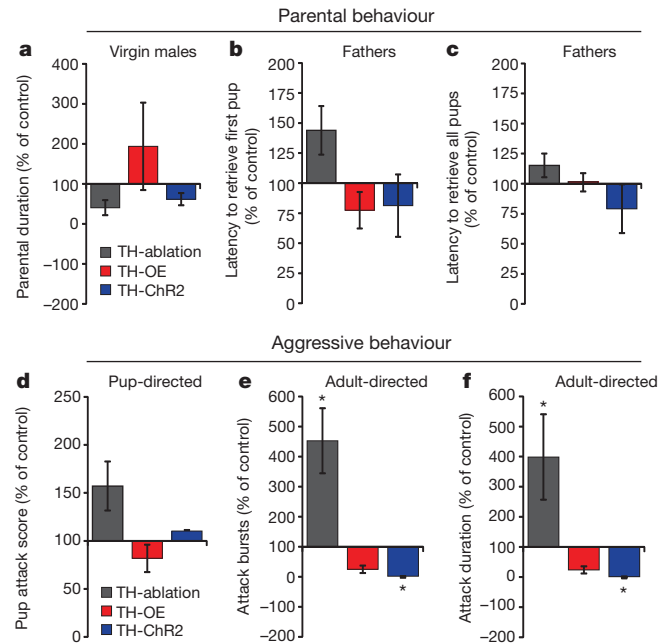 Parental behaviour
a Virgin males
Parental duration (% of control)
400
300
200
100
0
−100
−200
TH-ablation
TH-OE
TH-ChR2
b Fathers
Latency to retrieve first pup
(% of control)
200
175
150
125
100
75
50
25
0
c Fathers
Latency to retrieve all pups
(% of control)
200
175
150
125
100
75
50
25
0
Aggressive behaviour
d Pup-directed
Pup attack score (% of control)
250
200
150
100
50
0
TH-ablation
TH-OE
TH-ChR2
e Adult-directed
Attack bursts (% of control)
600
500
400
300
200
100
0
−100
−200
*
*
f Adult-directed
Attack duration (% of control)
600
500
400
300
200
100
0
−100
−200
*
*